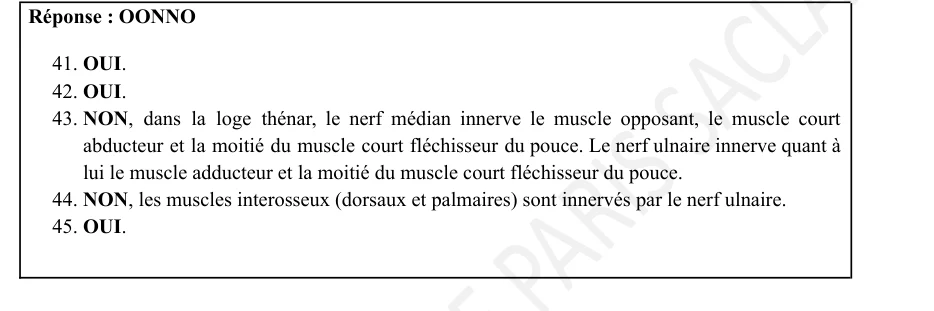 Réponse : OONNO
41. OUI.
42. OUI.
43. NON, dans la loge thénar, le nerf médian innerve le muscle opposant, le muscle court
abducteur et la moitié du muscle court fléchisseur du pouce. Le nerf ulnaire innerve quant à
lui le muscle adducteur et la moitié du muscle court fléchisseur du pouce.
44. NON, les muscles interosseux (dorsaux et palmaires) sont innervés par le nerf ulnaire.
45. OUI.
PARIS SACLA